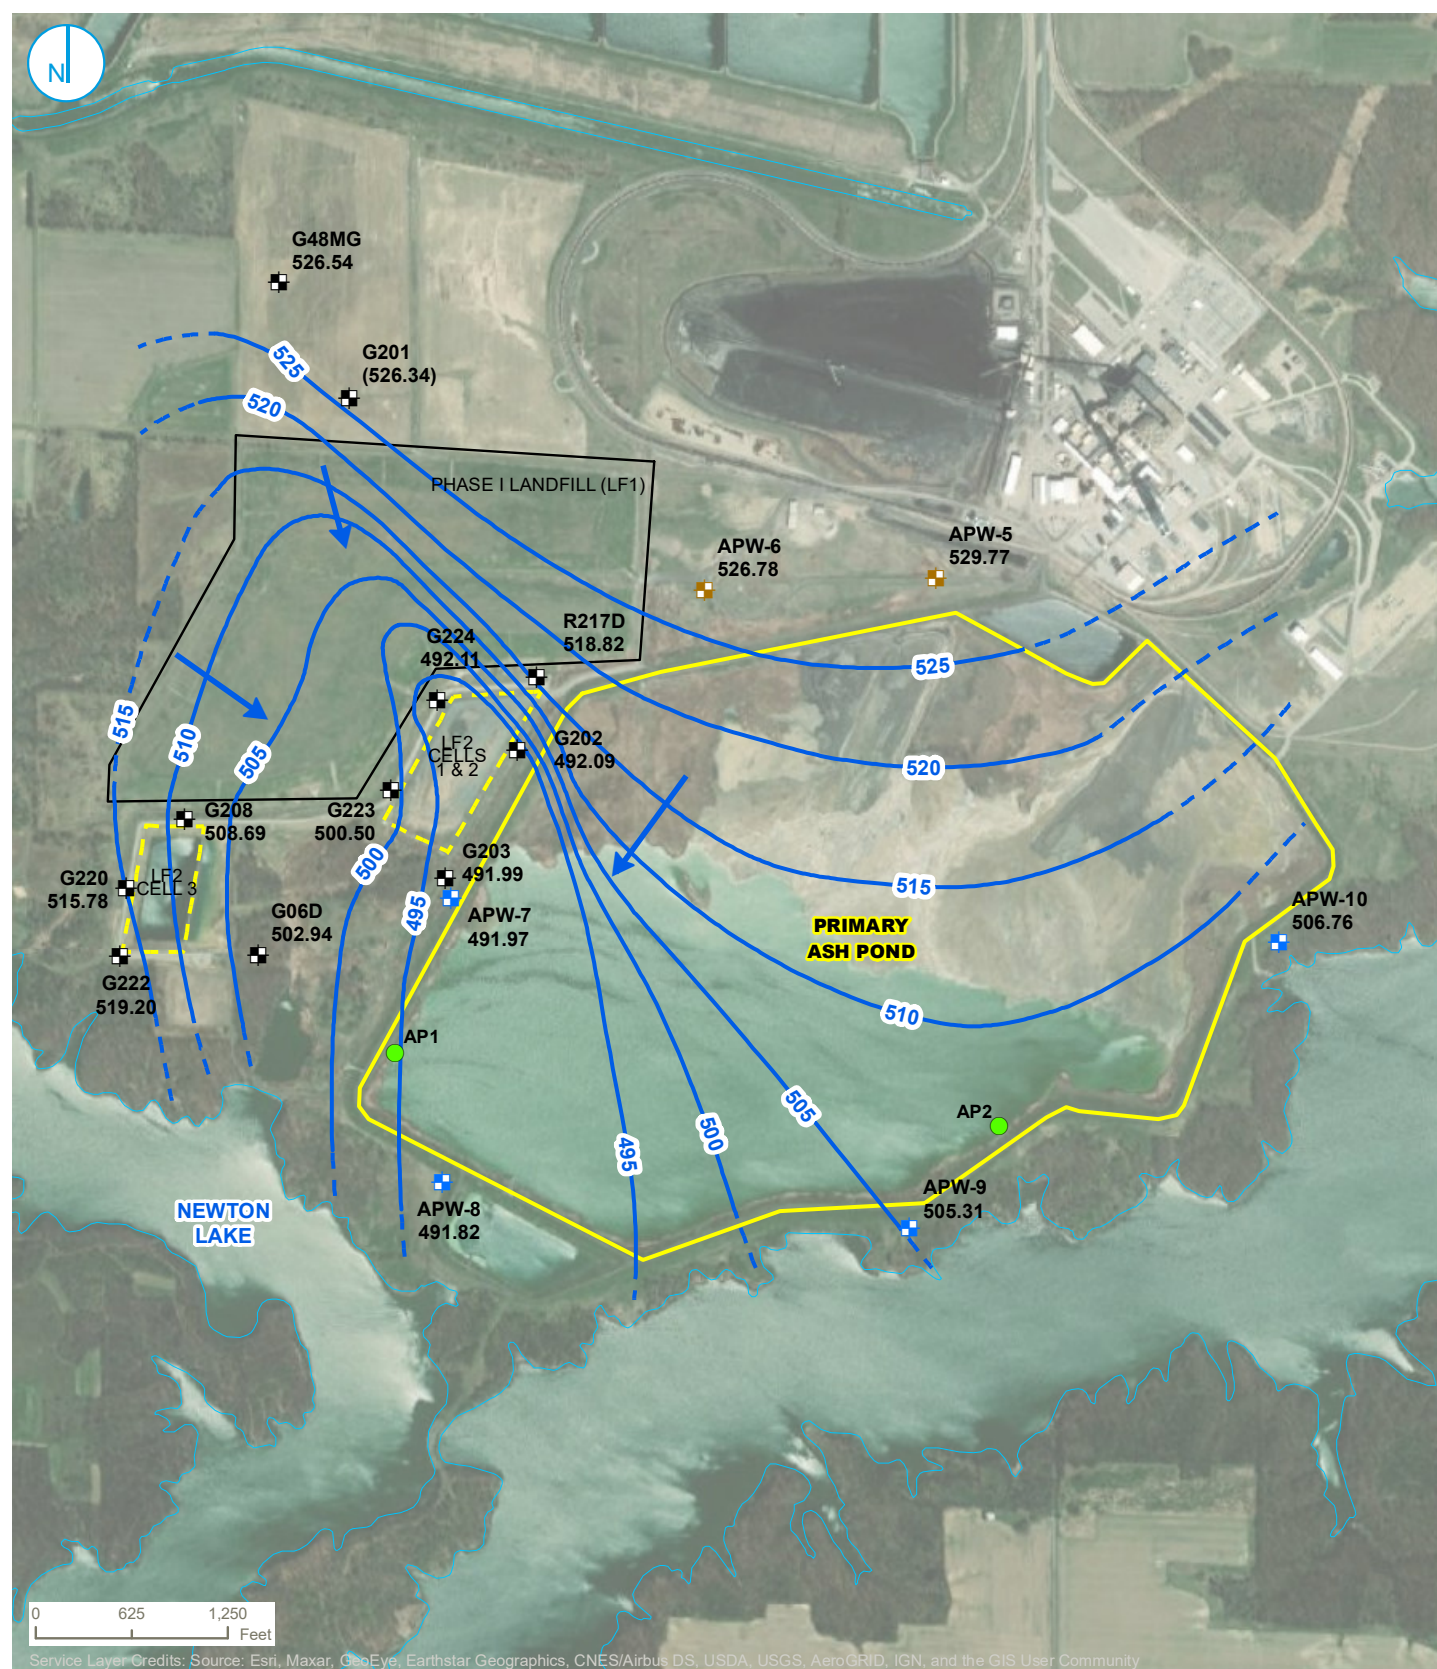 N
G48MG
526.54
G201
(526.34)
525
520
PHASE I LANDFILL (LF1)
APW-6
526.78
APW-5
529.77
R217D
518.82
G224
492.11
525
515
510
505
LF2
CELLS
1 & 2
G202
492.09
520
G208
508.69
G223
500.50
500
G203
491.99
G220
515.78
LF2
CELL 3
495
515
APW-10
506.76
G06D
502.94
APW-7
491.97
PRIMARY
ASH POND
G222
519.20
510
AP1
505
AP2
500
495
APW-8
491.82
APW-9
505.31
NEWTON
LAKE
0 625 1,250
Feet
Service Layer Credits: Source: Esri, Maxar, GeoEye, Earthstar Geographics, CNES/Airbus DS, USDA, USGS, AeroGRID, IGN, and the GIS User Community